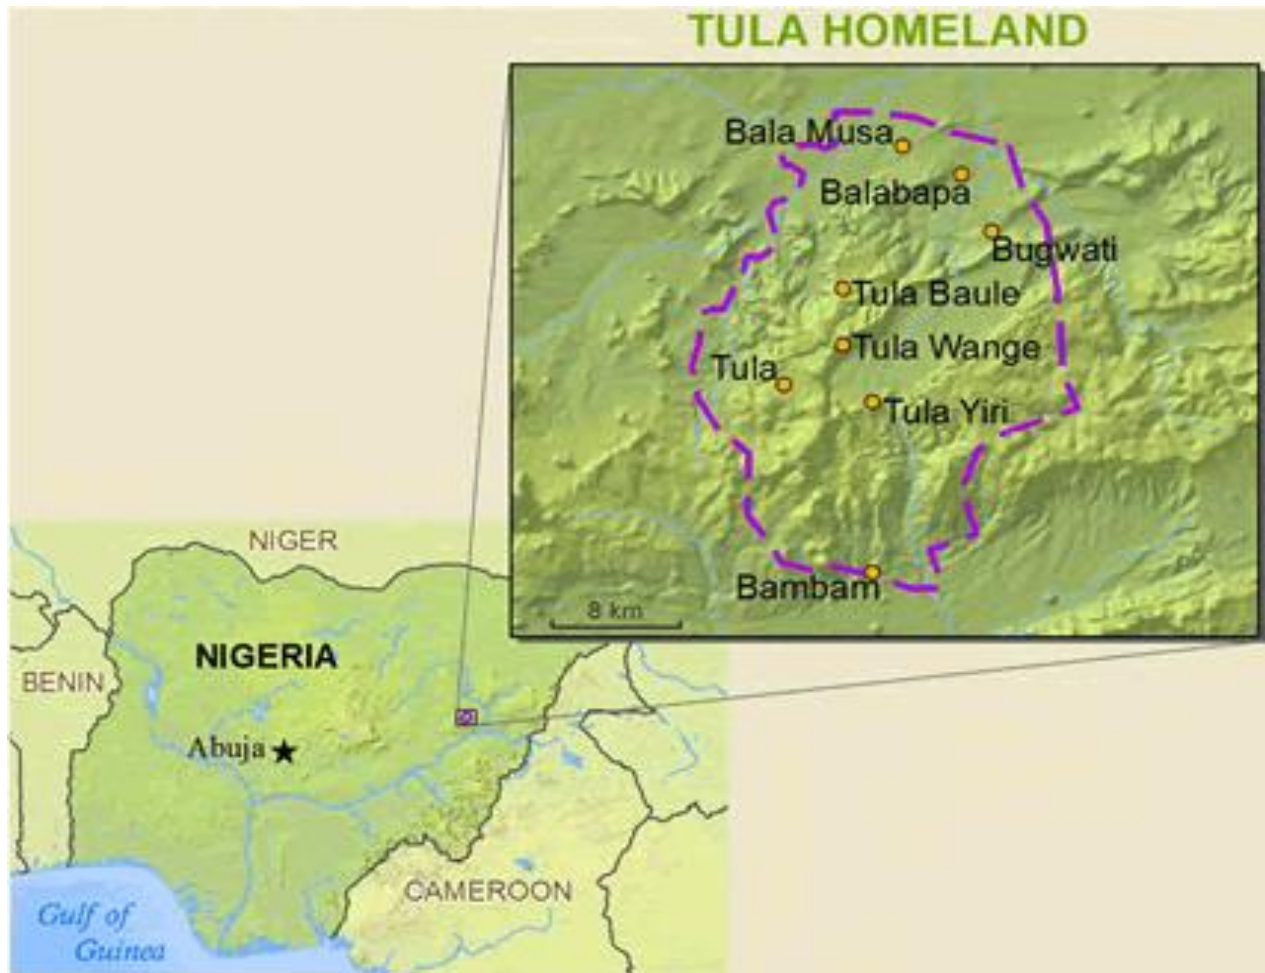 TULA HOMELAND
Bala Musa
Balabapa
Bugwati
Tula Baule
Tula Wange
Tula
Tula Yiri
Bambam
8 km
NIGER
NIGERIA
BENIN
Abuja
CAMEROON
Gulf of
Guinea